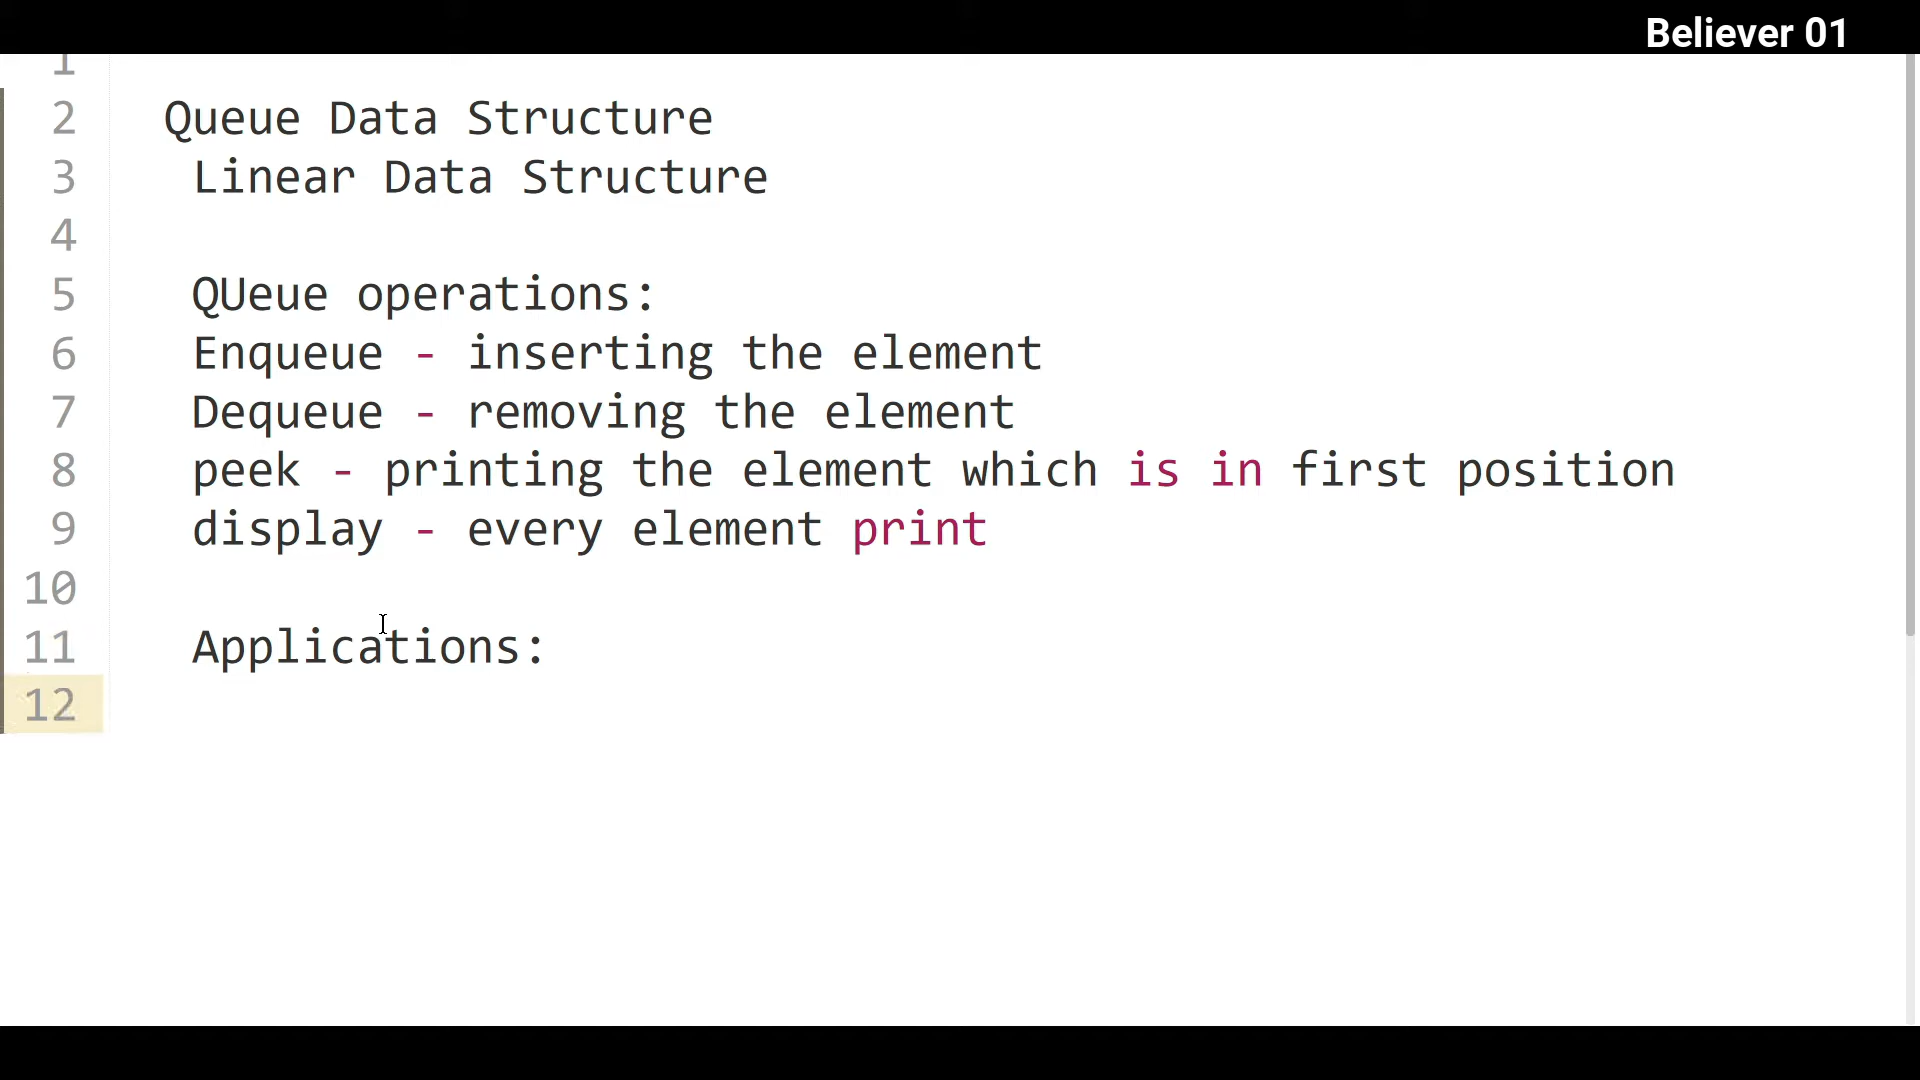 Believer 01
1
2 Queue Data Structure
3 Linear Data Structure
4
5 QUeue operations:
6 Enqueue - inserting the element
7 Dequeue - removing the element
8 peek - printing the element which is in first position
9 display - every element print
10
11 Applications:
12